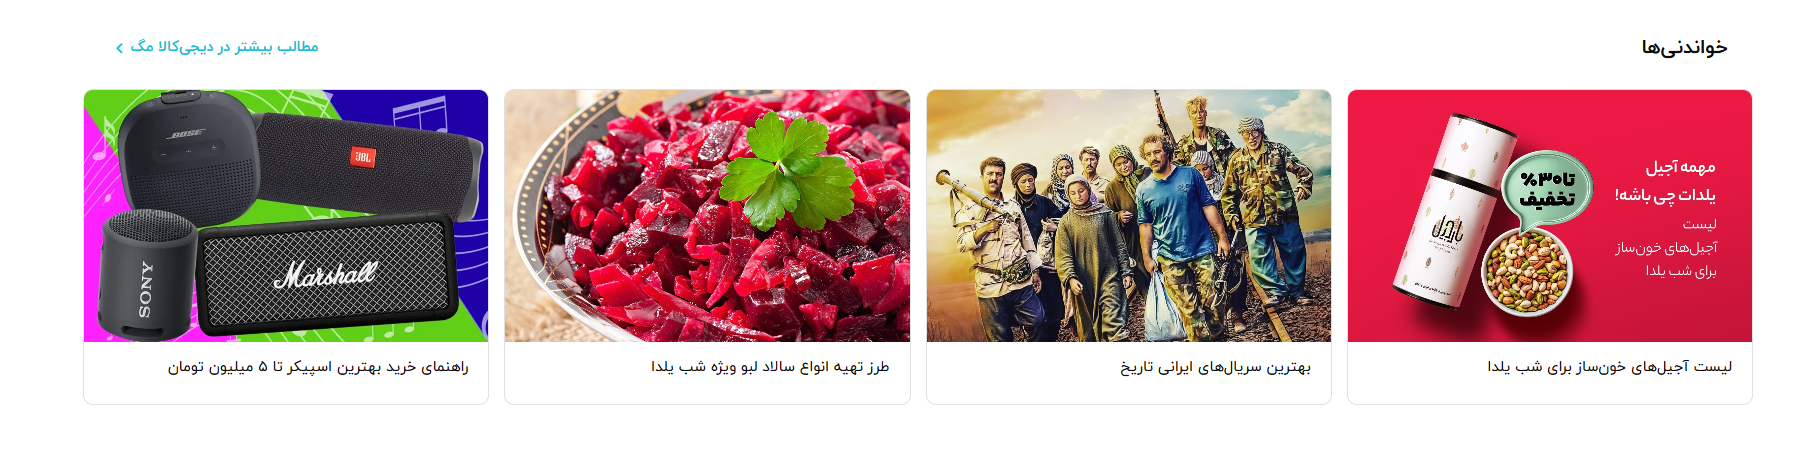 خواندنی‌ها
مطالب بیشتر در دیجی‌کالا مگ
مهمه آجیل
یلدات چی باشه!
لیست
آجیل‌های خون‌ساز
برای شب یلدا
تا ۳۰%
تخفیف
بارجیل
لیست آجیل‌های خون‌ساز برای شب یلدا
بهترین سریال‌های ایرانی تاریخ
طرز تهیه انواع سالاد لبو ویژه شب یلدا
BOSE
JBL
SONY
Marshall
راهنمای خرید بهترین اسپیکر تا ۵ میلیون تومان